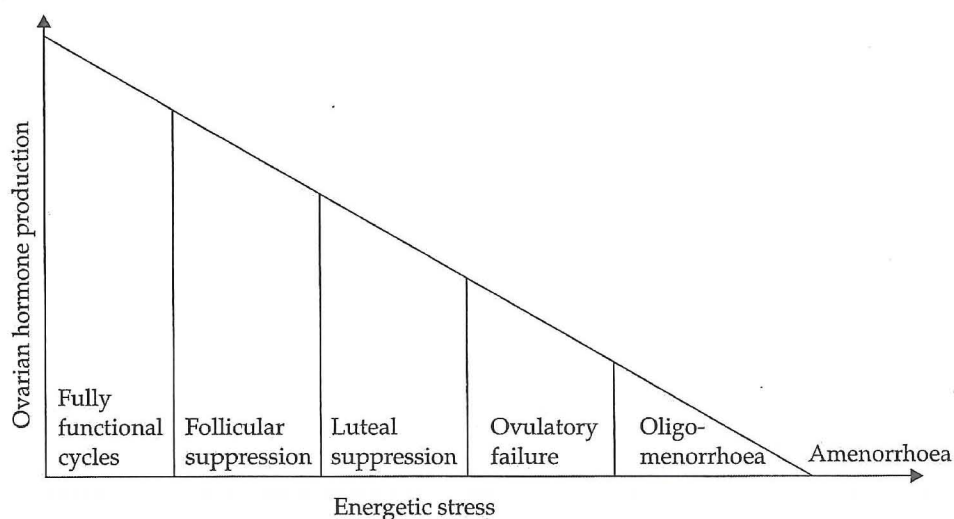 Ovarian hormone production
Fully
functional
cycles
Follicular
suppression
Luteal
suppression
Ovulatory
failure
Oligo-
menorrhoea
Amenorrhoea
Energetic stress